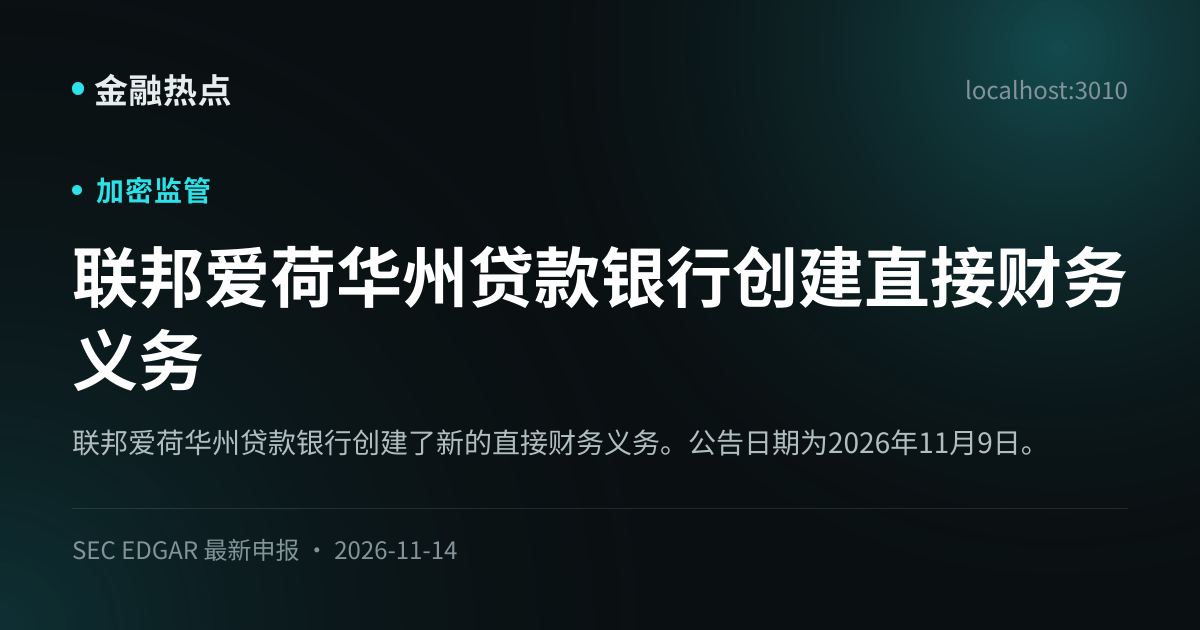 金融热点
localhost:3010
加密监管
联邦爱荷华州贷款银行创建直接财务
义务
联邦爱荷华州贷款银行创建了新的直接财务义务。公告日期为2026年11月9日。
SEC EDGAR 最新申报 • 2026-11-14